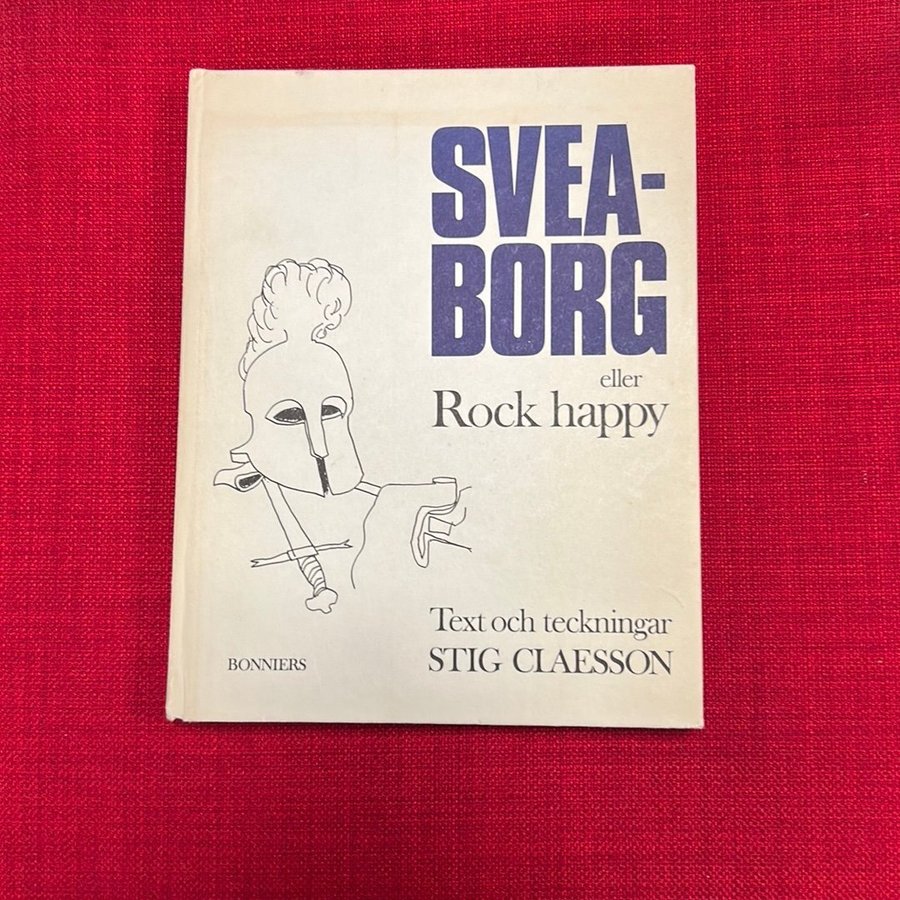 SVEA-
BORG
eller
Rock happy
Text och teckningar
STIG CLAESSON
BONNIERS